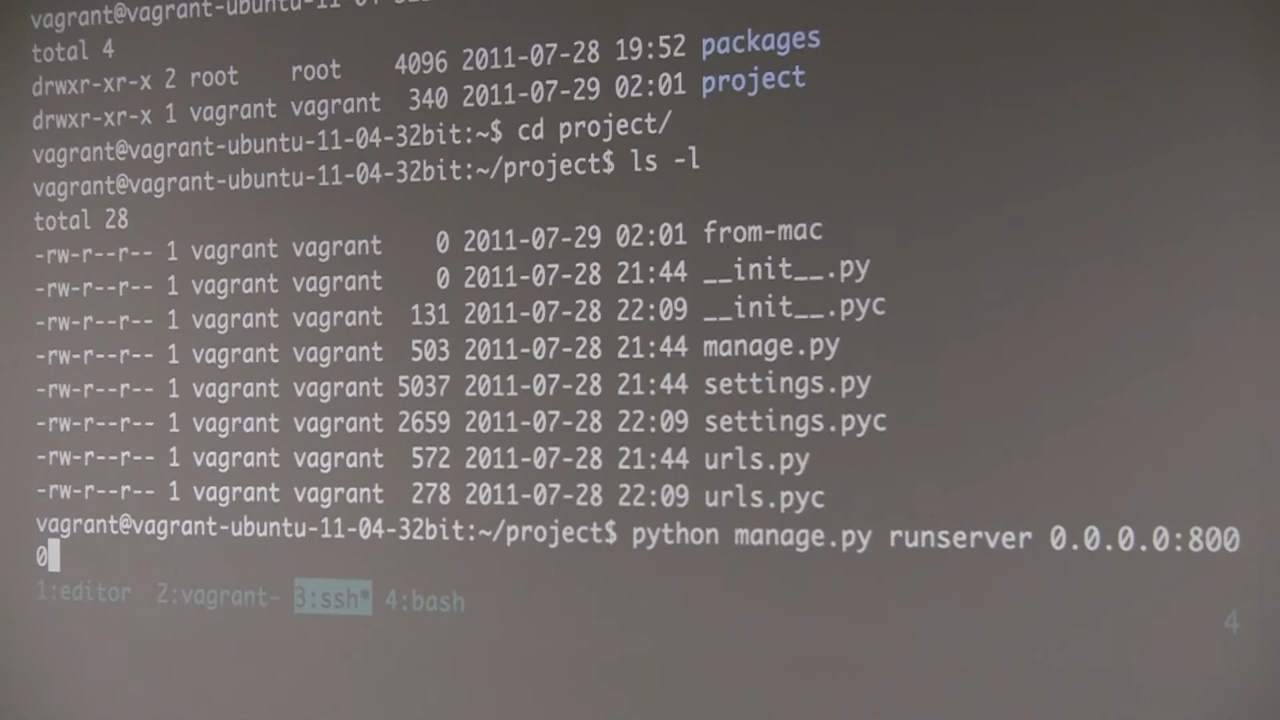 vagrant@vagrant-ubuntu-11-04-32
total 4
drwxr-xr-x 2 root    root    4096 2011-07-28 19:52 packages
drwxr-xr-x 1 vagrant vagrant  340 2011-07-29 02:01 project
vagrant@vagrant-ubuntu-11-04-32bit:~$ cd project/
vagrant@vagrant-ubuntu-11-04-32bit:~/project$ ls -l
total 28
-rw-r--r-- 1 vagrant vagrant    0 2011-07-29 02:01 from-mac
-rw-r--r-- 1 vagrant vagrant    0 2011-07-28 21:44 __init__.py
-rw-r--r-- 1 vagrant vagrant  131 2011-07-28 22:09 __init__.pyc
-rw-r--r-- 1 vagrant vagrant  503 2011-07-28 21:44 manage.py
-rw-r--r-- 1 vagrant vagrant 5037 2011-07-28 21:44 settings.py
-rw-r--r-- 1 vagrant vagrant 2659 2011-07-28 22:09 settings.pyc
-rw-r--r-- 1 vagrant vagrant  572 2011-07-28 21:44 urls.py
-rw-r--r-- 1 vagrant vagrant  278 2011-07-28 22:09 urls.pyc
vagrant@vagrant-ubuntu-11-04-32bit:~/project$ python manage.py runserver 0.0.0.0:800
0
1:editor  2:vagrant- 3:ssh* 4:bash
4